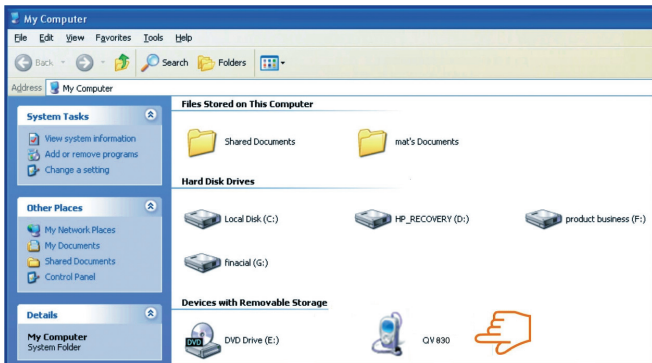 My Computer
File Edit View Favorites Tools Help
Back Search Folders
Address My Computer
System Tasks
View system information
Add or remove programs
Change a setting
Other Places
My Network Places
My Documents
Shared Documents
Control Panel
Details
My Computer
System Folder
Files Stored on This Computer
Shared Documents mat's Documents
Hard Disk Drives
Local Disk (C:) HP_RECOVERY (D:) product business (F:)
finacial (G:)
Devices with Removable Storage
DVD DVD Drive (E:) QV 830